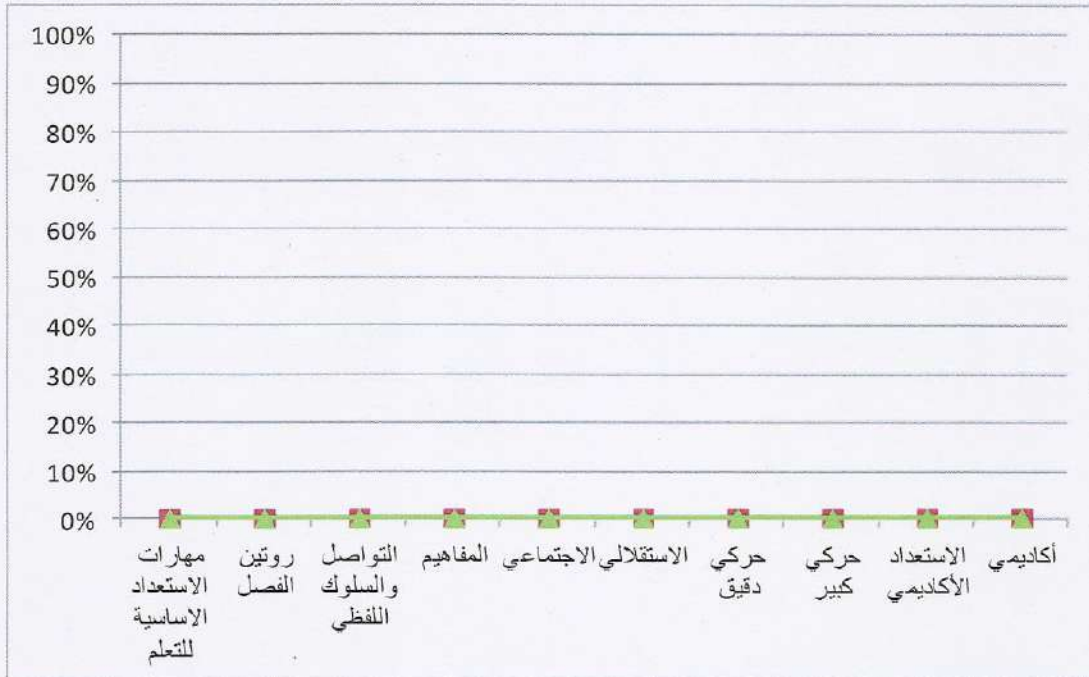 100%
90%
80%
70%
60%
50%
40%
30%
20%
10%
0%
مهارات
الاستعداد
الاساسية
للتعلم
روتين
الفصل
التواصل
والسلوك
اللفظي
المفاهيم
الاجتماعي
الاستقلالي
حركي
دقيق
حركي
كبير
الاستعداد
الأكاديمي
أكاديمي